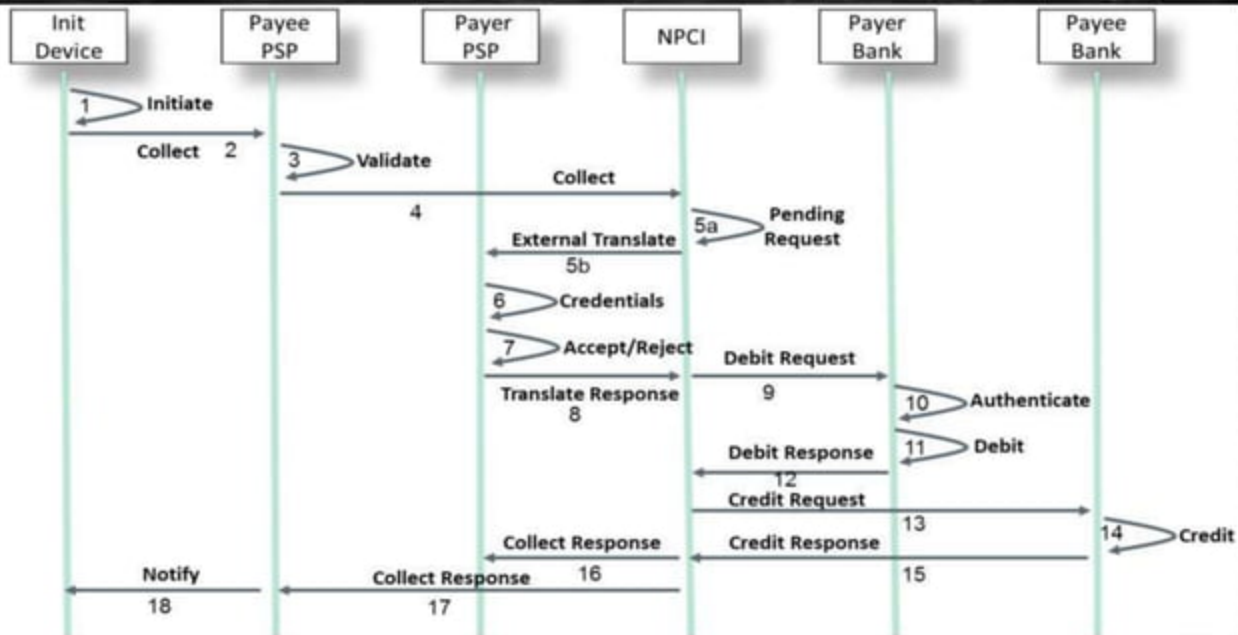 Init
Device
Payee
PSP
Payer
PSP
NPCI
Payer
Bank
Payee
Bank
1 Initiate
Collect 2
3 Validate
Collect
4
5a Pending
Request
External Translate
5b
6 Credentials
7 Accept/Reject
Debit Request
9
Translate Response
8
10 Authenticate
11 Debit
Debit Response
12
Credit Request
13
14 Credit
Credit Response
15
Collect Response
16
Collect Response
17
Notify
18